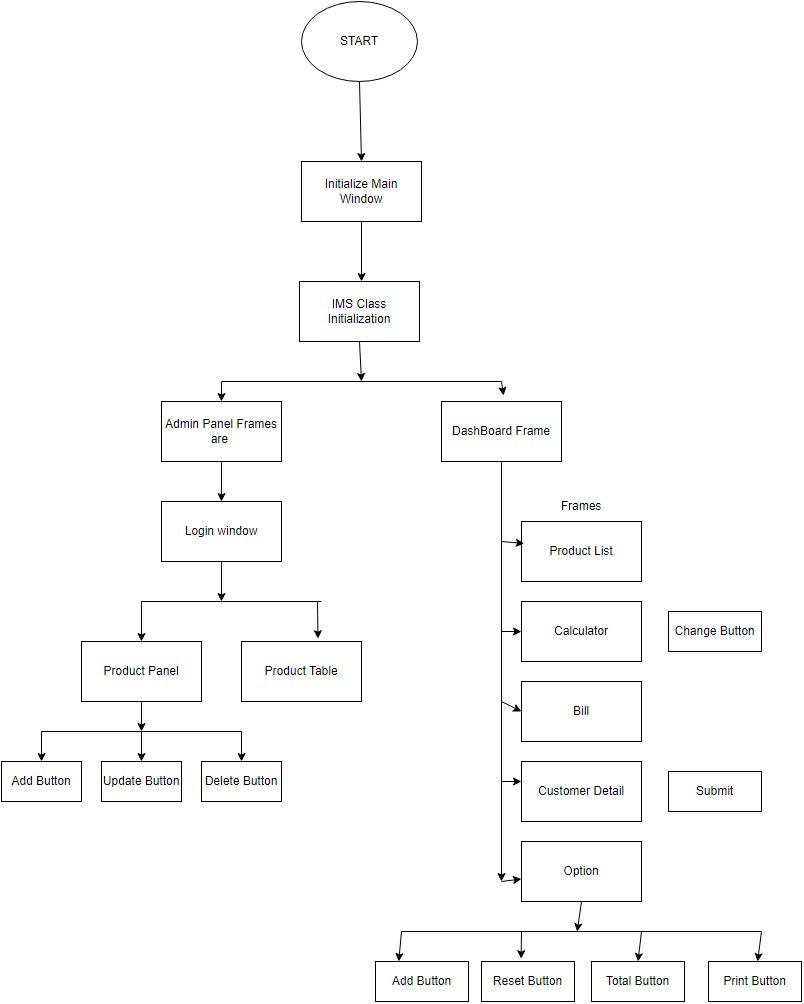 START
Initialize Main
Window
IMS Class
Initialization
Admin Panel Frames
are
DashBoard Frame
Login window
Frames
Product List
Calculator
Change Button
Product Panel
Product Table
Bill
Add Button
Update Button
Delete Button
Customer Detail
Submit
Option
Add Button
Reset Button
Total Button
Print Button